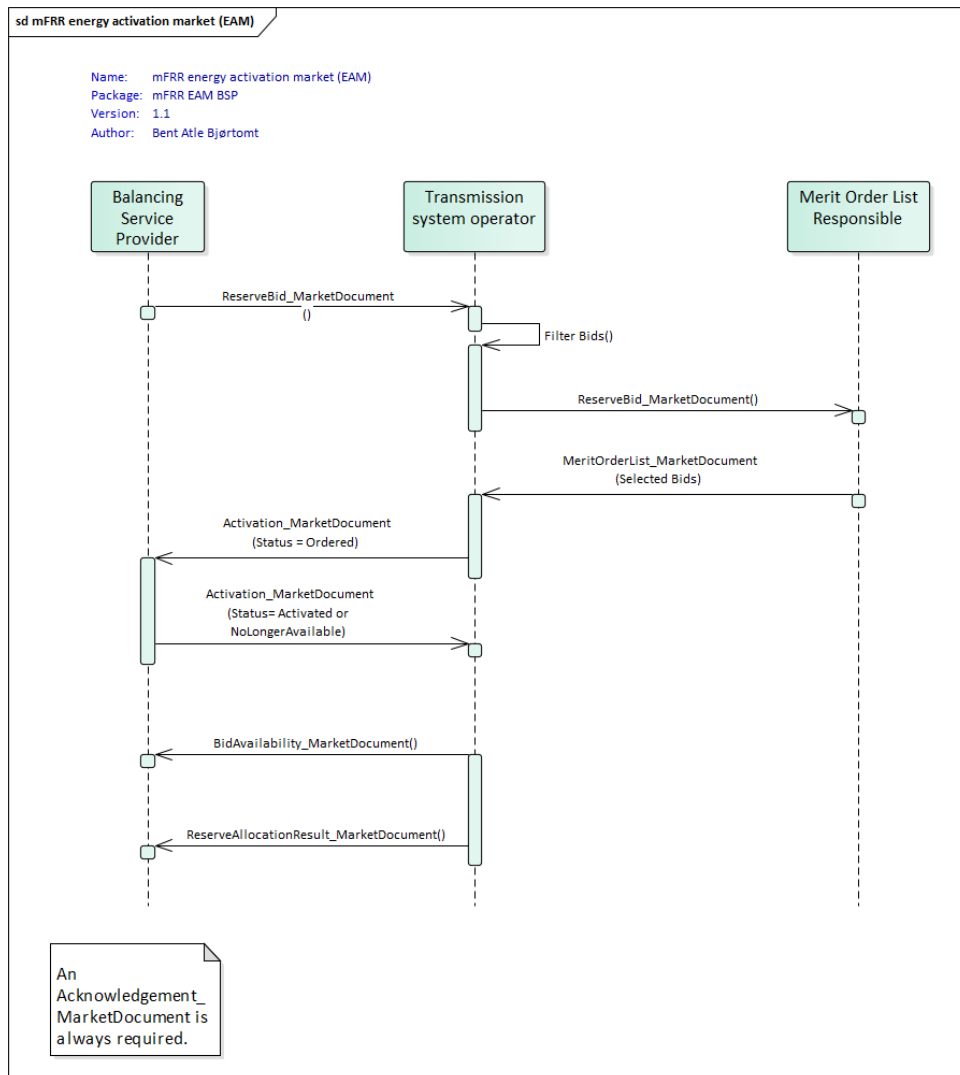 sd mFRR energy activation market (EAM)
Name: mFRR energy activation market (EAM)
Package: mFRR EAM BSP
Version: 1.1
Author: Bent Atle Bjørtomt
Balancing
Service
Provider
Transmission
system operator
Merit Order List
Responsible
ReserveBid_MarketDocument
()
Filter Bids()
ReserveBid_MarketDocument()
MeritOrderList_MarketDocument
(Selected Bids)
Activation_MarketDocument
(Status = Ordered)
Activation_MarketDocument
(Status= Activated or
NoLongerAvailable)
BidAvailability_MarketDocument()
ReserveAllocationResult_MarketDocument()
An
Acknowledgement_
MarketDocument is
always required.